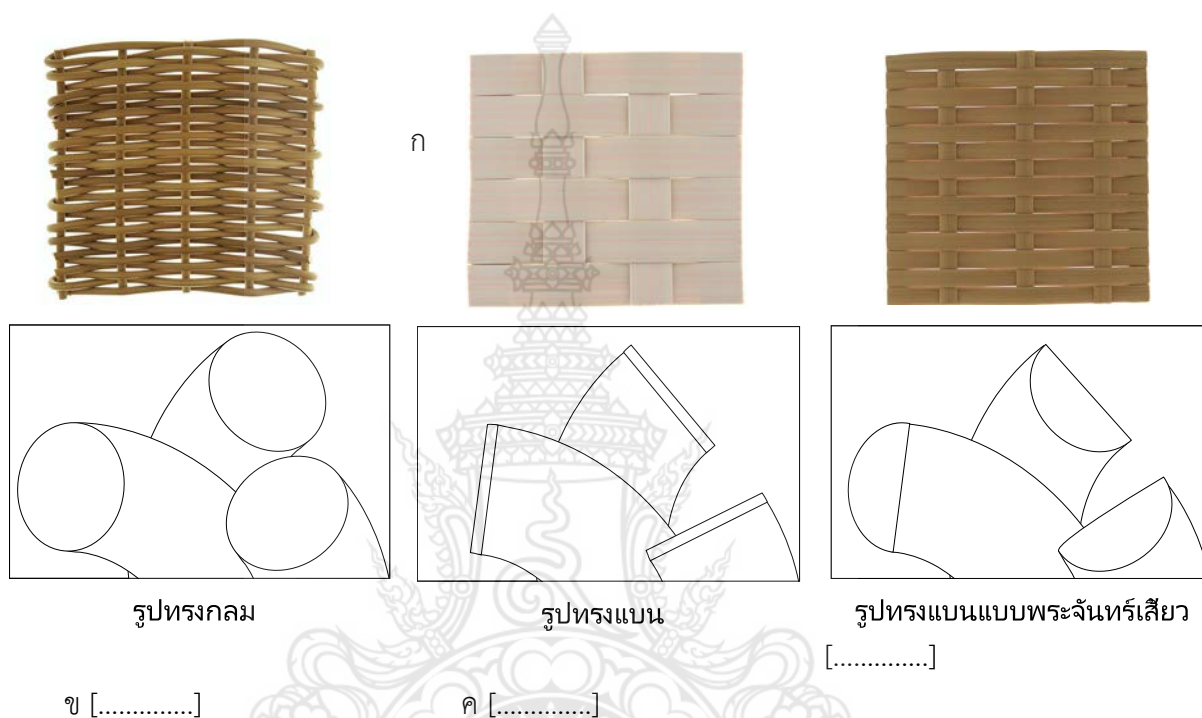 ก
รูปทรงกลม
รูปทรงแบน
รูปทรงแบนแบบพระจันทร์เสี้ยว
[..............]
ข [..............]
ค [..............]